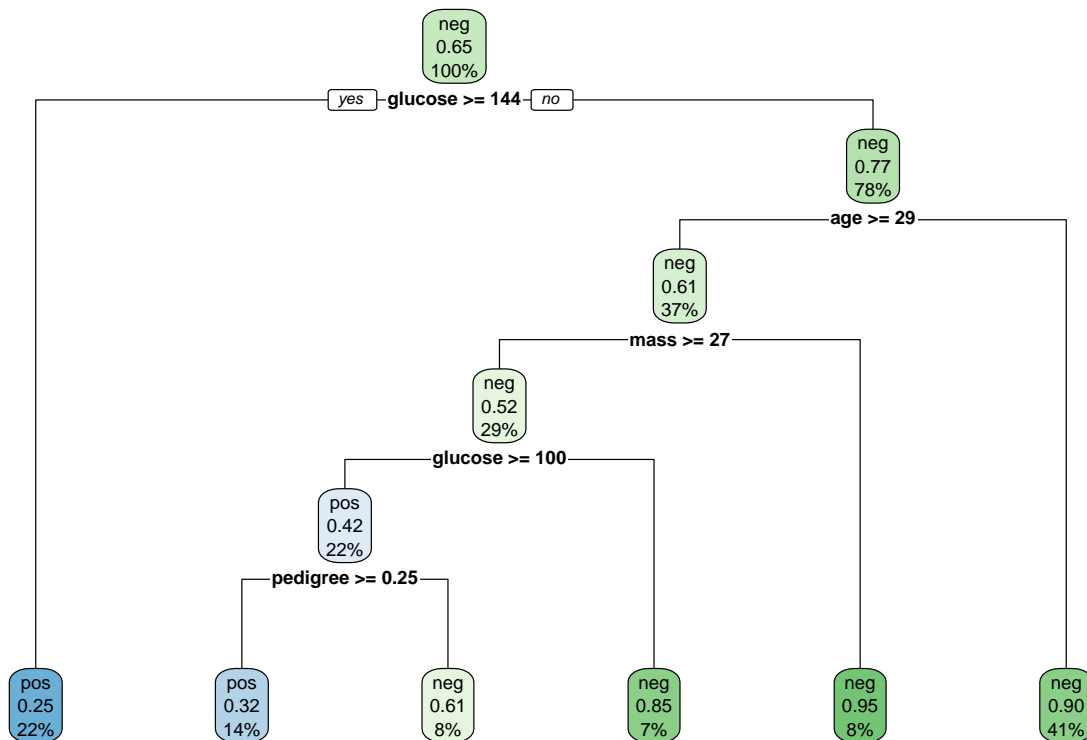 neg
0.65
100%
yes
glucose >= 144
no
neg
0.77
78%
age >= 29
neg
0.61
37%
mass >= 27
neg
0.52
29%
glucose >= 100
pos
0.42
22%
pedigree >= 0.25
pos
0.25
22%
pos
0.32
14%
neg
0.61
8%
neg
0.85
7%
neg
0.95
8%
neg
0.90
41%